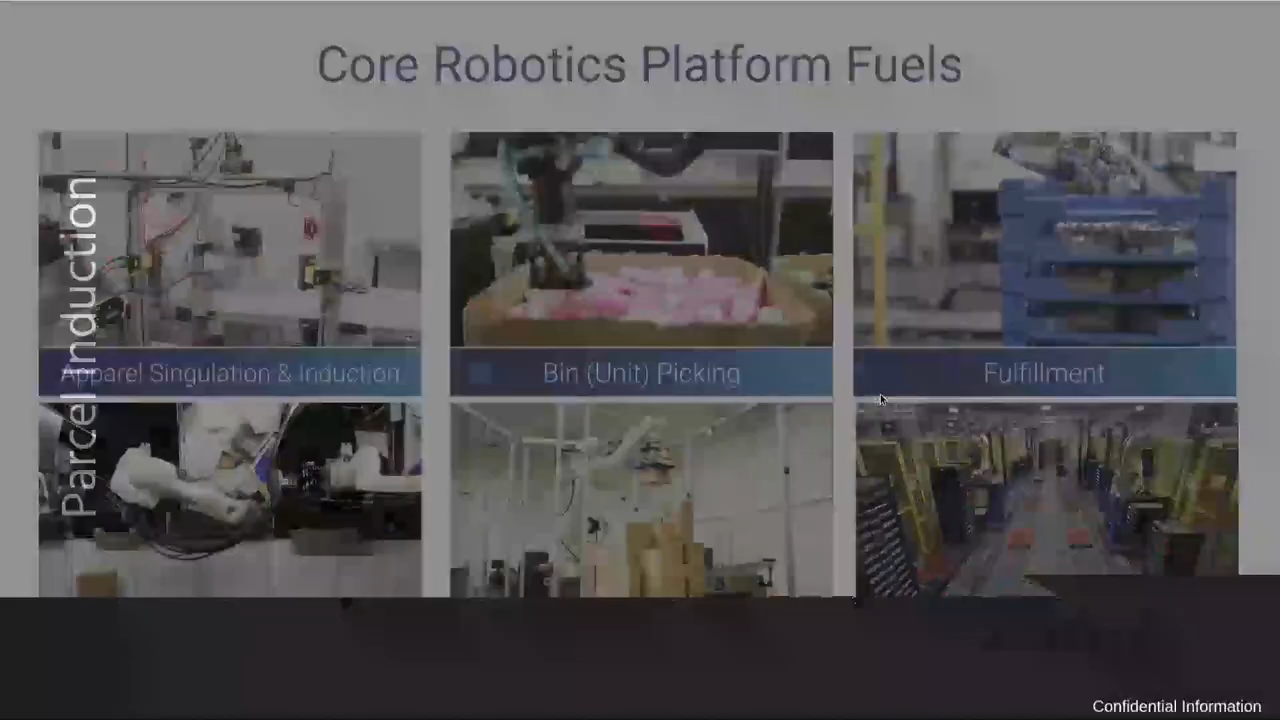 Core Robotics Platform Fuels
Parcel Induction
Apparel Singulation & Induction
Bin (Unit) Picking
Fulfillment
Confidential Information